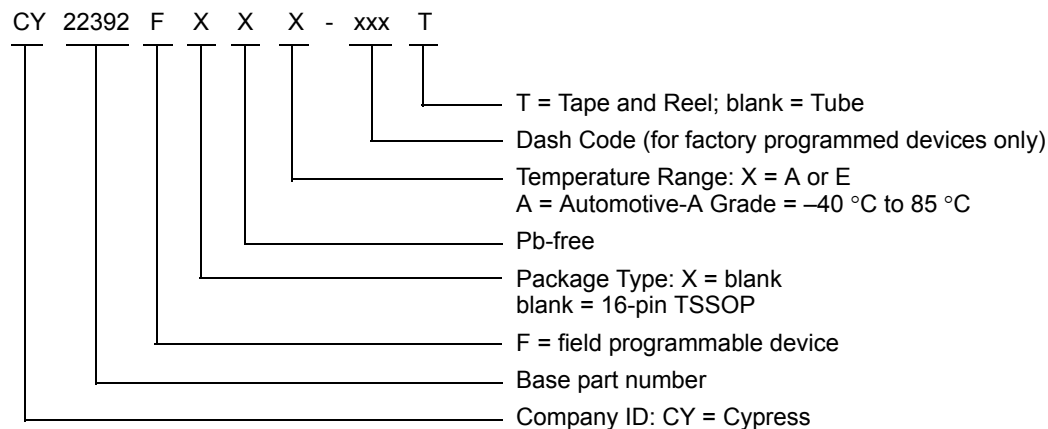 CY 22392 F X X X - xxx T
T = Tape and Reel; blank = Tube
Dash Code (for factory programmed devices only)
Temperature Range: X = A or E
A = Automotive-A Grade = –40 °C to 85 °C
Pb-free
Package Type: X = blank
blank = 16-pin TSSOP
F = field programmable device
Base part number
Company ID: CY = Cypress